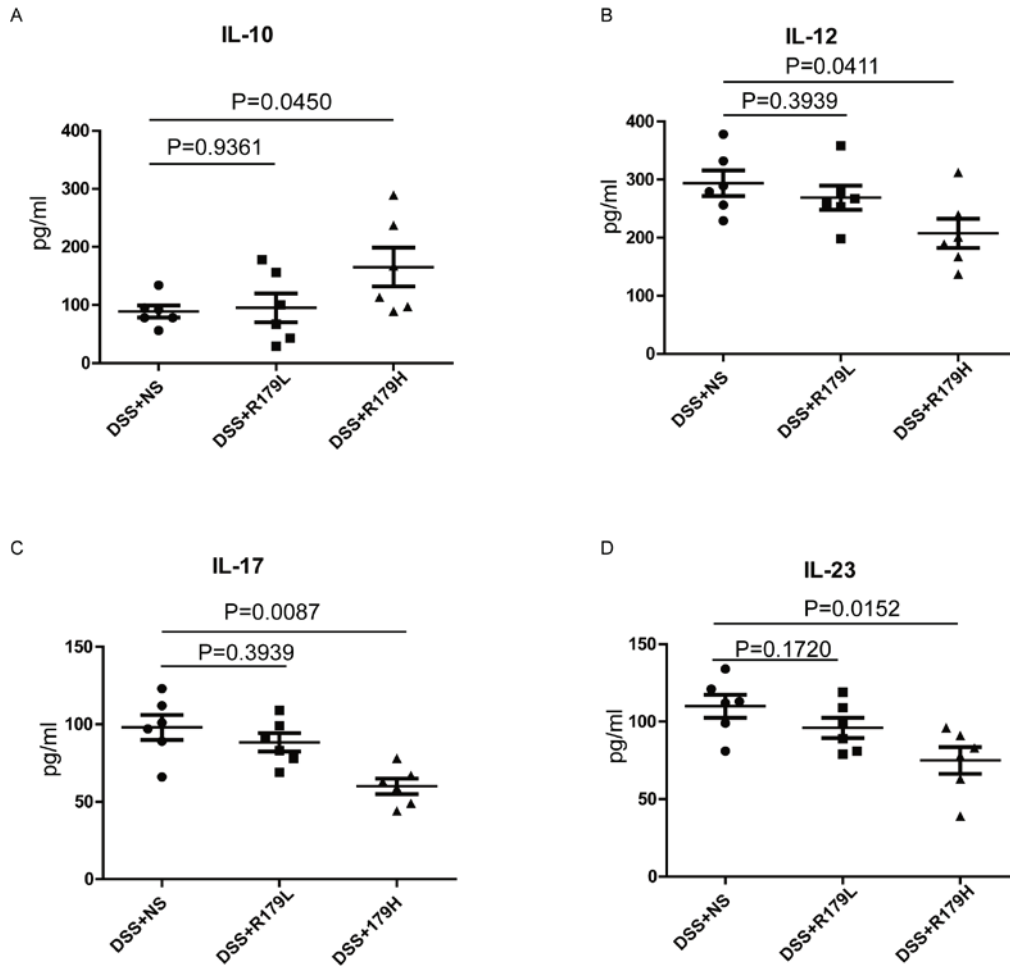 A
IL-10
P=0.0450
P=0.9361
400
300
200
100
0
pg/ml
DSS+NS
DSS+R179L
DSS+R179H
B
IL-12
P=0.0411
P=0.3939
400
300
200
100
0
pg/ml
DSS+NS
DSS+R179L
DSS+R179H
C
IL-17
P=0.0087
P=0.3939
150
100
50
0
pg/ml
DSS+NS
DSS+R179L
DSS+179H
D
IL-23
P=0.0152
P=0.1720
150
100
50
0
pg/ml
DSS+NS
DSS+R179L
DSS+R179H